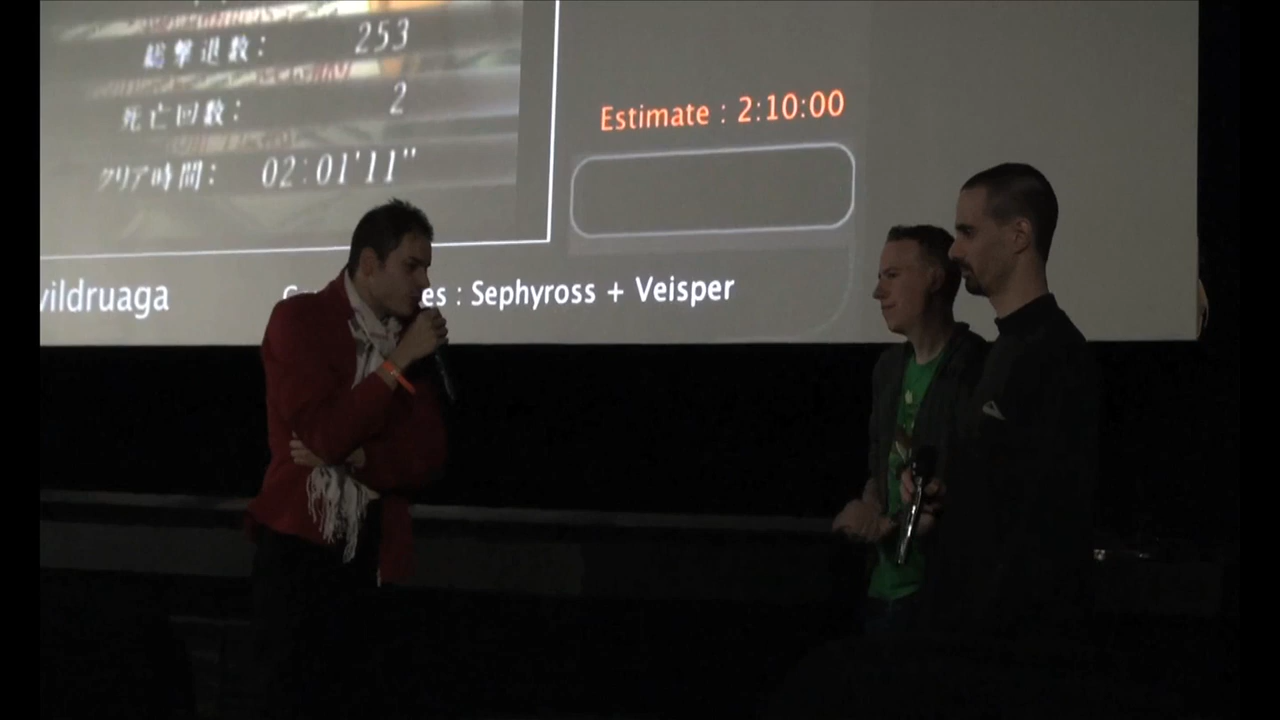 総撃退数: 253
死亡回数: 2
クリア時間: 02:01'11"
Estimate : 2:10:00
vildruaga
es : Sephyross + Veisper